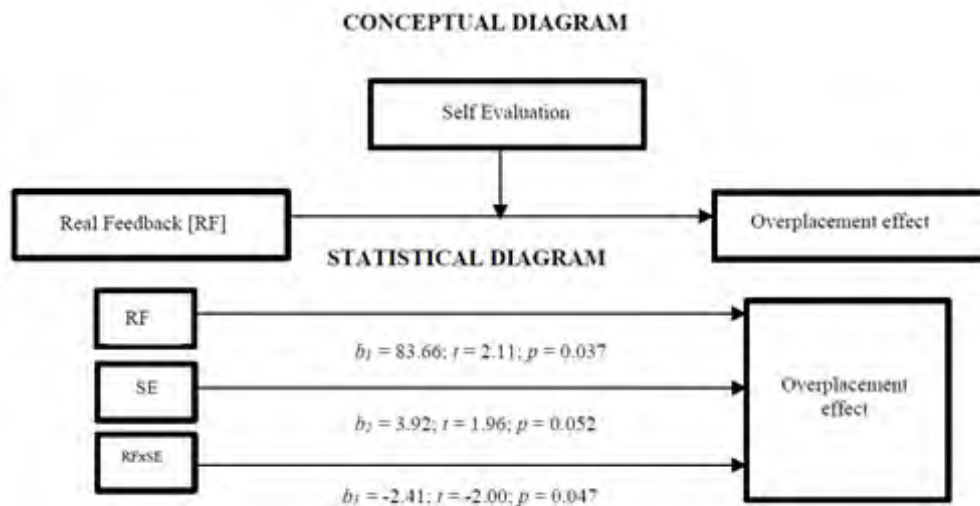 CONCEPTUAL DIAGRAM
Self Evaluation
Real Feedback [RF]
Overplacement effect
STATISTICAL DIAGRAM
RF
b1 = 83.66; t = 2.11; p = 0.037
SE
Overplacement
effect
b2 = 3.92; t = 1.96; p = 0.052
RFxSE
b3 = -2.41; t = -2.00; p = 0.047